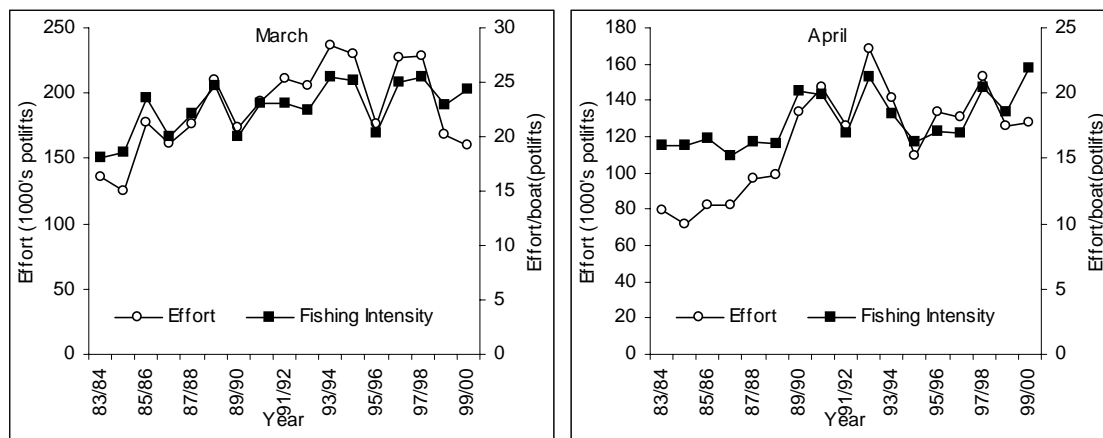 March
Effort (1000's potlifts)
250
200
150
100
50
0
30
25
20
15
10
5
0
Effort/boat(potlifts)
Effort Fishing Intensity
83/84 85/86 87/88 89/90 91/92 93/94 95/96 97/98 99/00
Year
April
Effort (1000's potlifts)
180
160
140
120
100
80
60
40
20
0
25
20
15
10
5
0
Effort/boat(potlifts)
Effort Fishing Intensity
83/84 85/86 87/88 89/90 91/92 93/94 95/96 97/98 99/00
Year